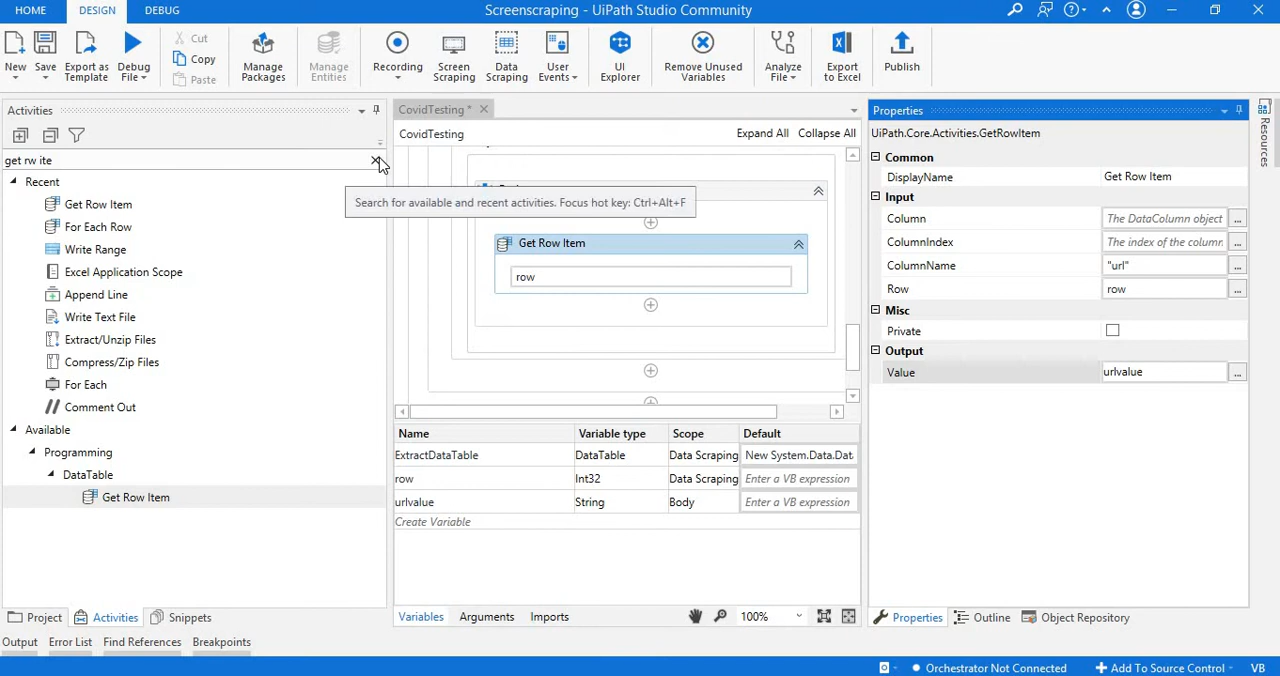 HOME DESIGN DEBUG Screenscraping - UiPath Studio Community
New Save Export as Template Debug File Cut Copy Paste Manage Packages Manage Entities Recording Screen Scraping Data Scraping User Events UI Explorer Remove Unused Variables Analyze File Export to Excel Publish
Activities
get rw ite
Recent
Get Row Item
For Each Row
Write Range
Excel Application Scope
Append Line
Write Text File
Extract/Unzip Files
Compress/Zip Files
For Each
Comment Out
Available
Programming
DataTable
Get Row Item
Project Activities Snippets
CovidTesting *
CovidTesting Expand All Collapse All
Search for available and recent activities. Focus hot key: Ctrl+Alt+F
Get Row Item
row
Name Variable type Scope Default
ExtractDataTable DataTable Data Scraping New System.Data.Dat
row Int32 Data Scraping Enter a VB expression
urlvalue String Body Enter a VB expression
Create Variable
Variables Arguments Imports 100%
Properties
UiPath.Core.Activities.GetRowItem
Common
DisplayName Get Row Item
Input
Column The DataColumn object ...
ColumnIndex The index of the column ...
ColumnName "url" ...
Row row ...
Misc
Private
Output
Value urlvalue ...
Properties Outline Object Repository
Resources
Output Error List Find References Breakpoints
Orchestrator Not Connected Add To Source Control VB